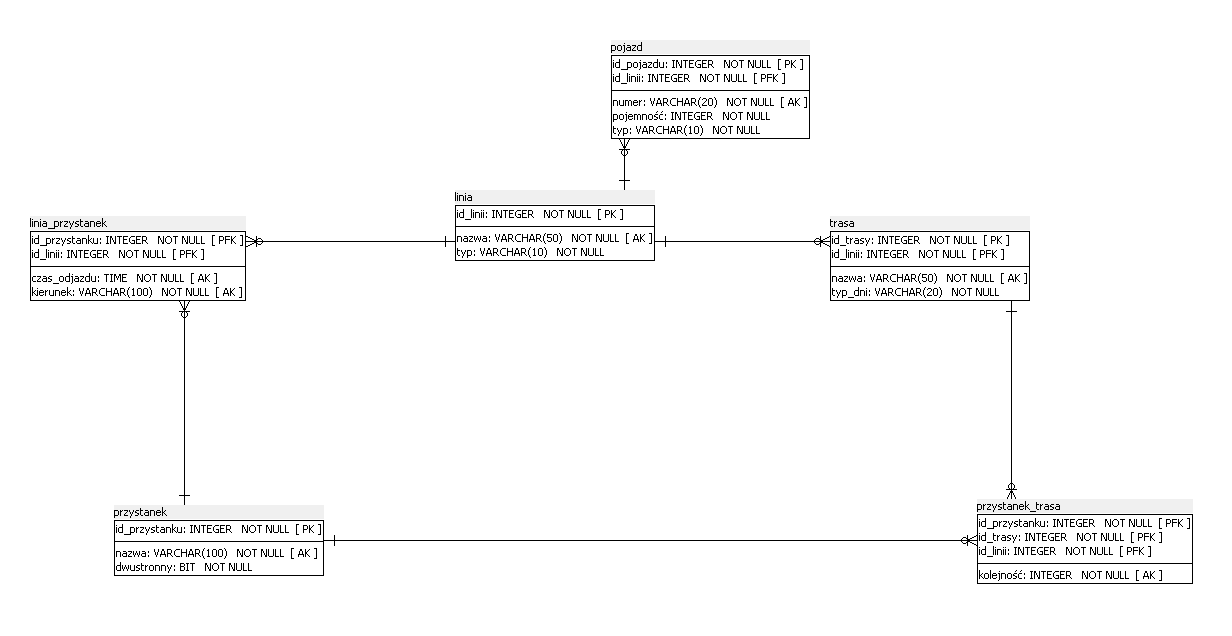 pojazd
id_pojazdu: INTEGER NOT NULL [ PK ]
id_linii: INTEGER NOT NULL [ PFK ]
numer: VARCHAR(20) NOT NULL [ AK ]
pojemność: INTEGER NOT NULL
typ: VARCHAR(10) NOT NULL
linia
id_linii: INTEGER NOT NULL [ PK ]
nazwa: VARCHAR(50) NOT NULL [ AK ]
typ: VARCHAR(10) NOT NULL
linia_przystanek
id_przystanku: INTEGER NOT NULL [ PFK ]
id_linii: INTEGER NOT NULL [ PFK ]
czas_odjazdu: TIME NOT NULL [ AK ]
kierunek: VARCHAR(100) NOT NULL [ AK ]
trasa
id_trasy: INTEGER NOT NULL [ PK ]
id_linii: INTEGER NOT NULL [ PFK ]
nazwa: VARCHAR(50) NOT NULL [ AK ]
typ_dni: VARCHAR(20) NOT NULL
przystanek
id_przystanku: INTEGER NOT NULL [ PK ]
nazwa: VARCHAR(100) NOT NULL [ AK ]
dwustronny: BIT NOT NULL
przystanek_trasa
id_przystanku: INTEGER NOT NULL [ PFK ]
id_trasy: INTEGER NOT NULL [ PFK ]
id_linii: INTEGER NOT NULL [ PFK ]
kolejność: INTEGER NOT NULL [ AK ]